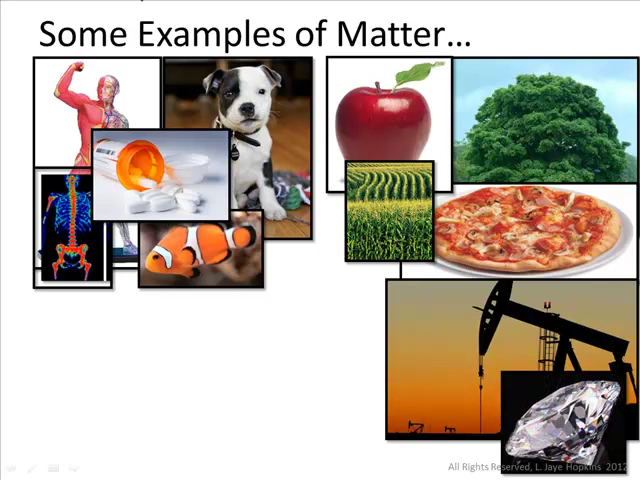 Some Examples of Matter…
All Rights Reserved, L. Jaye Hopkins 2012